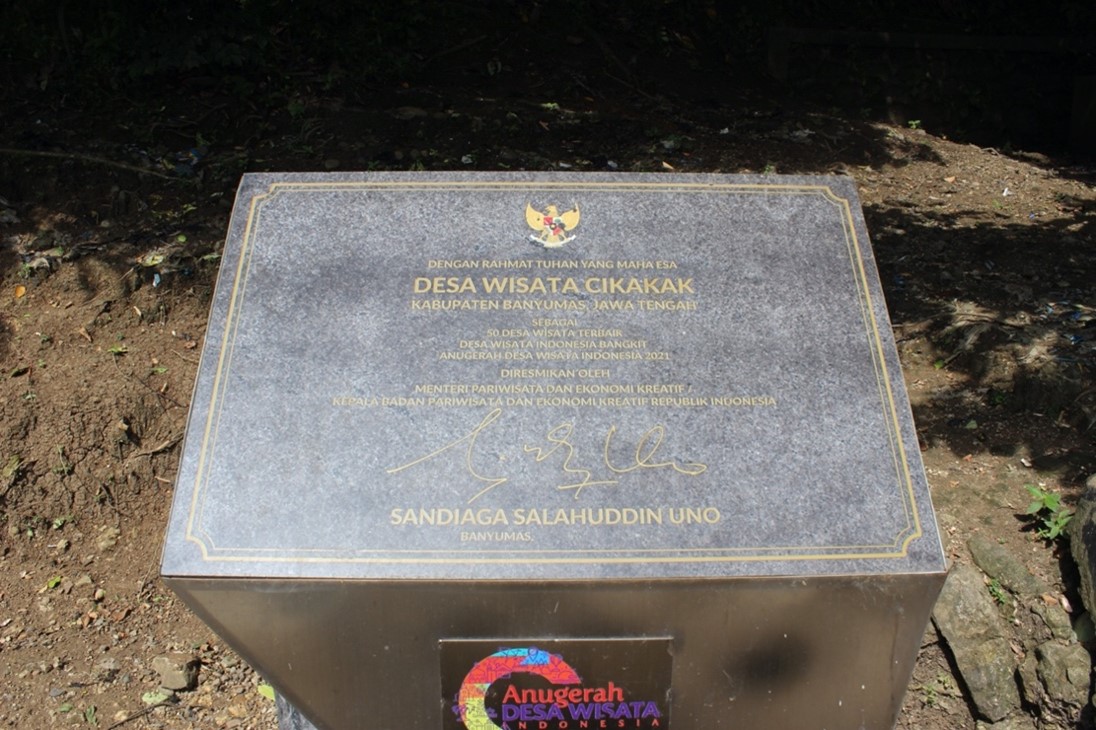 DENGAN RAHMAT TUHAN YANG MAHA ESA
DESA WISATA CIKAKAK
KABUPATEN BANYUMAS, JAWA TENGAH
SEBAGAI
50 DESA WISATA TERBAIK
DESA WISATA INDONESIA BANGKIT
ANUGERAH DESA WISATA INDONESIA 2021
DIRESMIKAN OLEH
MENTERI PARIWISATA DAN EKONOMI KREATIF /
KEPALA BADAN PARIWISATA DAN EKONOMI KREATIF REPUBLIK INDONESIA
SANDIAGA SALAHUDDIN UNO
BANYUMAS,
Anugerah
DESA WISATA
INDONESIA